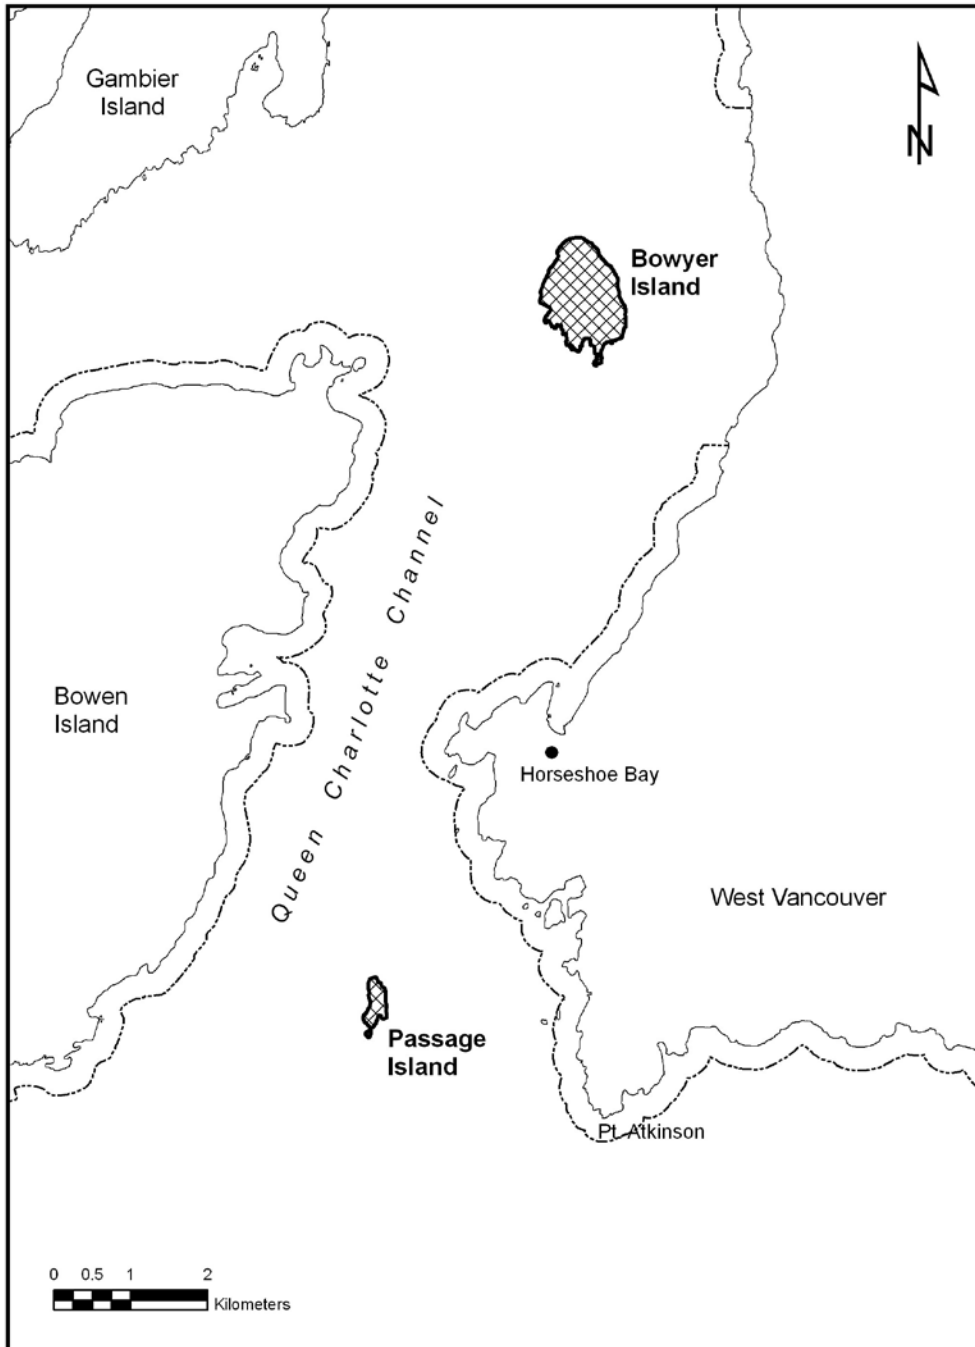 Gambier
Island
N
Bowyer
Island
Queen Charlotte Channel
Bowen
Island
Horseshoe Bay
West Vancouver
Passage
Island
Pt. Atkinson
0 0.5 1 2
Kilometers